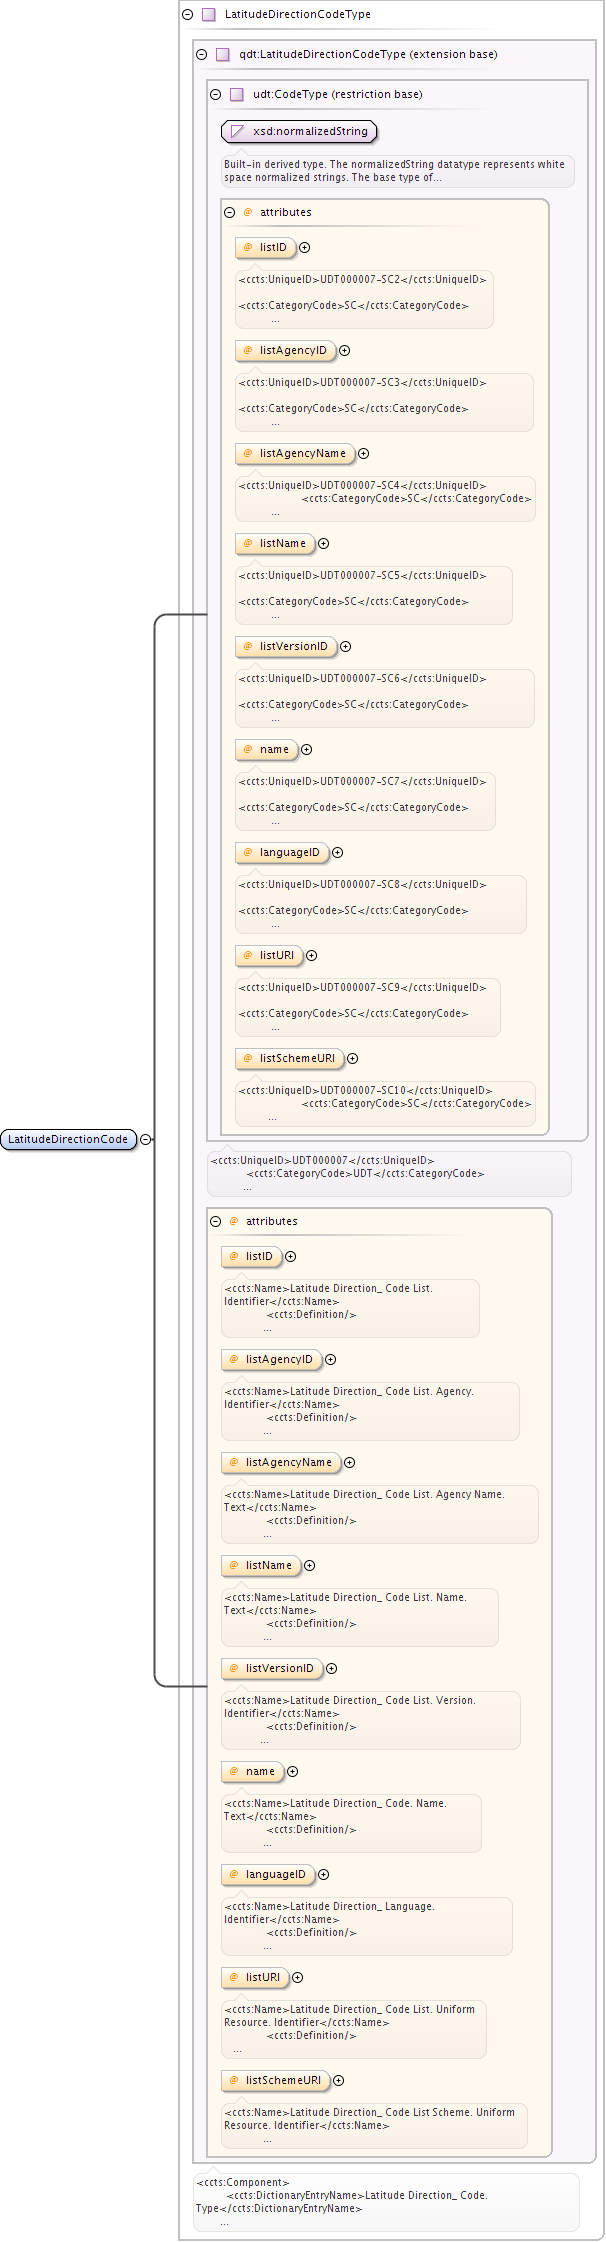 LatitudeDirectionCodeType
qdt:LatitudeDirectionCodeType (extension base)
udt:CodeType (restriction base)
xsd:normalizedString
Built-in derived type. The normalizedString datatype represents white
space normalized strings. The base type of...
@ attributes
@ listID
<ccts:UniqueID>UDT000007-SC2</ccts:UniqueID>
<ccts:CategoryCode>SC</ccts:CategoryCode>
...
@ listAgencyID
<ccts:UniqueID>UDT000007-SC3</ccts:UniqueID>
<ccts:CategoryCode>SC</ccts:CategoryCode>
...
@ listAgencyName
<ccts:UniqueID>UDT000007-SC4</ccts:UniqueID>
<ccts:CategoryCode>SC</ccts:CategoryCode>
...
@ listName
<ccts:UniqueID>UDT000007-SC5</ccts:UniqueID>
<ccts:CategoryCode>SC</ccts:CategoryCode>
...
@ listVersionID
<ccts:UniqueID>UDT000007-SC6</ccts:UniqueID>
<ccts:CategoryCode>SC</ccts:CategoryCode>
...
@ name
<ccts:UniqueID>UDT000007-SC7</ccts:UniqueID>
<ccts:CategoryCode>SC</ccts:CategoryCode>
...
@ languageID
<ccts:UniqueID>UDT000007-SC8</ccts:UniqueID>
<ccts:CategoryCode>SC</ccts:CategoryCode>
...
@ listURI
<ccts:UniqueID>UDT000007-SC9</ccts:UniqueID>
<ccts:CategoryCode>SC</ccts:CategoryCode>
...
@ listSchemeURI
<ccts:UniqueID>UDT000007-SC10</ccts:UniqueID>
<ccts:CategoryCode>SC</ccts:CategoryCode>
...
LatitudeDirectionCode
<ccts:UniqueID>UDT000007</ccts:UniqueID>
<ccts:CategoryCode>UDT</ccts:CategoryCode>
...
@ attributes
@ listID
<ccts:Name>Latitude Direction_ Code List.
Identifier</ccts:Name>
<ccts:Definition/>
...
@ listAgencyID
<ccts:Name>Latitude Direction_ Code List. Agency.
Identifier</ccts:Name>
<ccts:Definition/>
...
@ listAgencyName
<ccts:Name>Latitude Direction_ Code List. Agency Name.
Text</ccts:Name>
<ccts:Definition/>
...
@ listName
<ccts:Name>Latitude Direction_ Code List. Name.
Text</ccts:Name>
<ccts:Definition/>
...
@ listVersionID
<ccts:Name>Latitude Direction_ Code List. Version.
Identifier</ccts:Name>
<ccts:Definition/>
...
@ name
<ccts:Name>Latitude Direction_ Code. Name.
Text</ccts:Name>
<ccts:Definition/>
...
@ languageID
<ccts:Name>Latitude Direction_ Language.
Identifier</ccts:Name>
<ccts:Definition/>
...
@ listURI
<ccts:Name>Latitude Direction_ Code List. Uniform
Resource. Identifier</ccts:Name>
<ccts:Definition/>
...
@ listSchemeURI
<ccts:Name>Latitude Direction_ Code List Scheme. Uniform
Resource. Identifier</ccts:Name>
...
<ccts:Component>
<ccts:DictionaryEntryName>Latitude Direction_ Code.
Type</ccts:DictionaryEntryName>
...